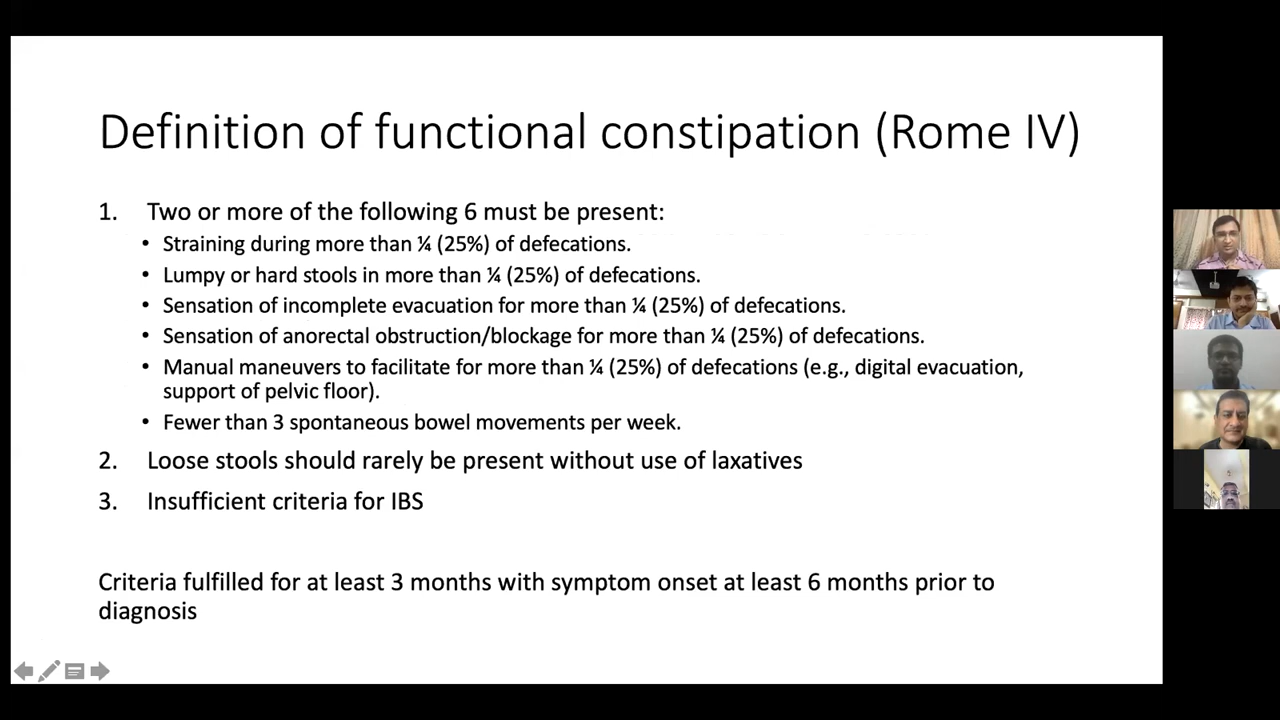 Definition of functional constipation (Rome IV)
1. Two or more of the following 6 must be present:
• Straining during more than ¼ (25%) of defecations.
• Lumpy or hard stools in more than ¼ (25%) of defecations.
• Sensation of incomplete evacuation for more than ¼ (25%) of defecations.
• Sensation of anorectal obstruction/blockage for more than ¼ (25%) of defecations.
• Manual maneuvers to facilitate for more than ¼ (25%) of defecations (e.g., digital evacuation,
support of pelvic floor).
• Fewer than 3 spontaneous bowel movements per week.
2. Loose stools should rarely be present without use of laxatives
3. Insufficient criteria for IBS
Criteria fulfilled for at least 3 months with symptom onset at least 6 months prior to
diagnosis